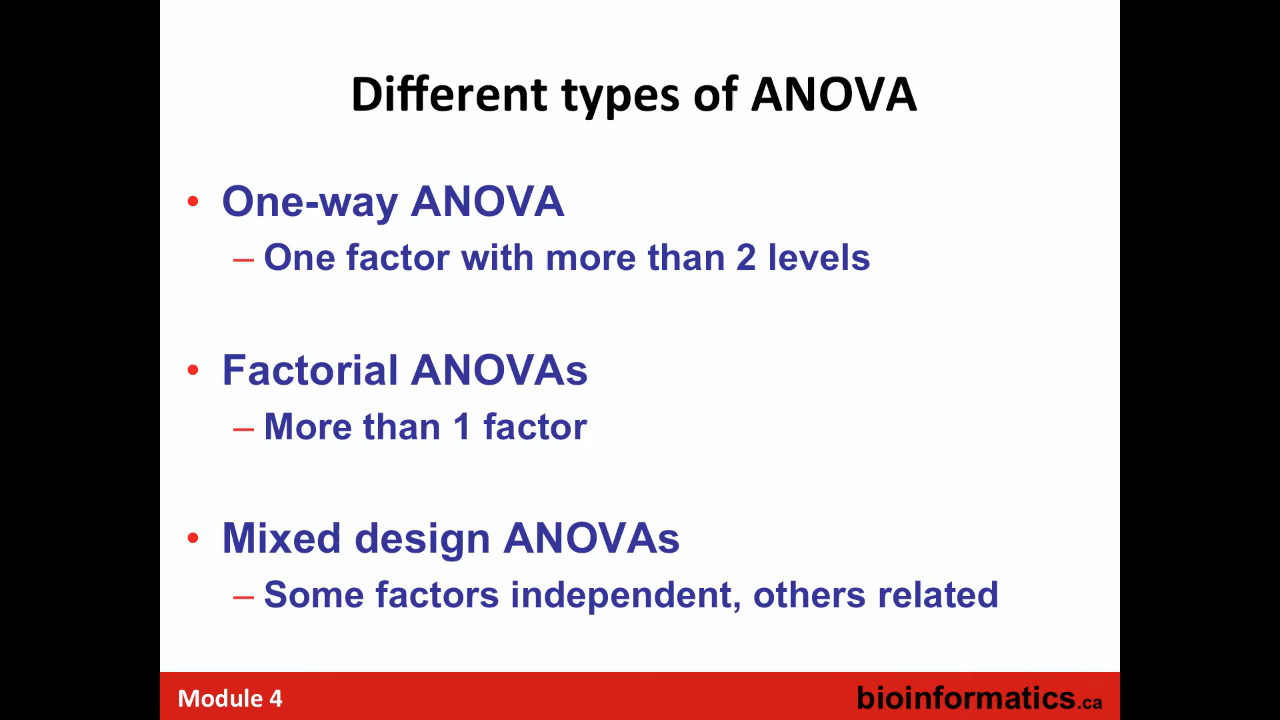 Different types of ANOVA
• One-way ANOVA
– One factor with more than 2 levels
• Factorial ANOVAs
– More than 1 factor
• Mixed design ANOVAs
– Some factors independent, others related
Module 4
bioinformatics.ca